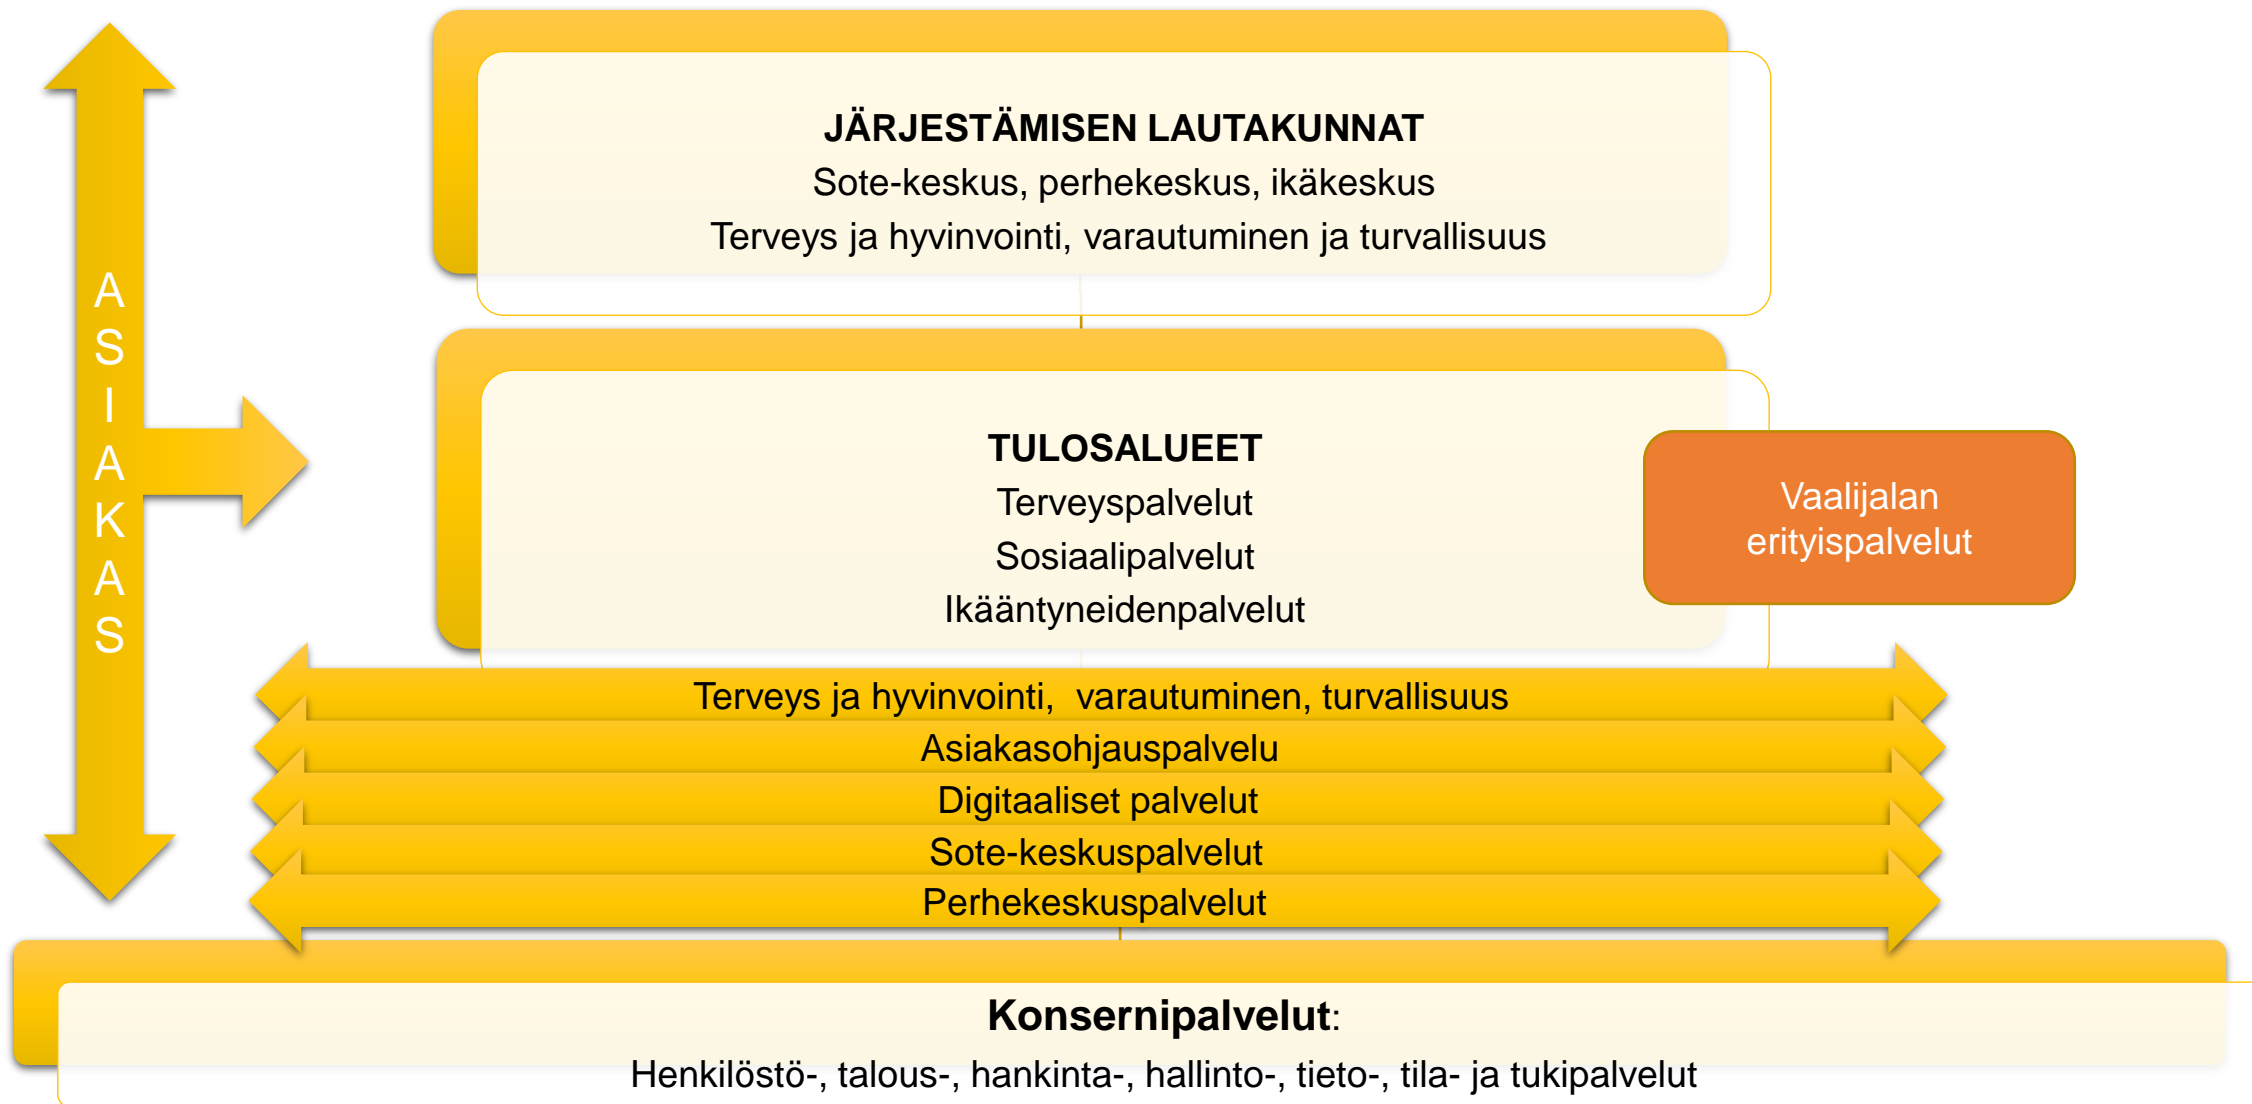 ASIAKAS
JÄRJESTÄMISEN LAUTAKUNNAT
Sote-keskus, perhekeskus, ikäkeskus
Terveys ja hyvinvointi, varautuminen ja turvallisuus
TULOSALUEET
Terveyspalvelut
Sosiaalipalvelut
Ikääntyneidenpalvelut
Vaalijalan
erityispalvelut
Terveys ja hyvinvointi, varautuminen, turvallisuus
Asiakasohjauspalvelu
Digitaaliset palvelut
Sote-keskuspalvelut
Perhekeskuspalvelut
Konsernipalvelut:
Henkilöstö-, talous-, hankinta-, hallinto-, tieto-, tila- ja tukipalvelut